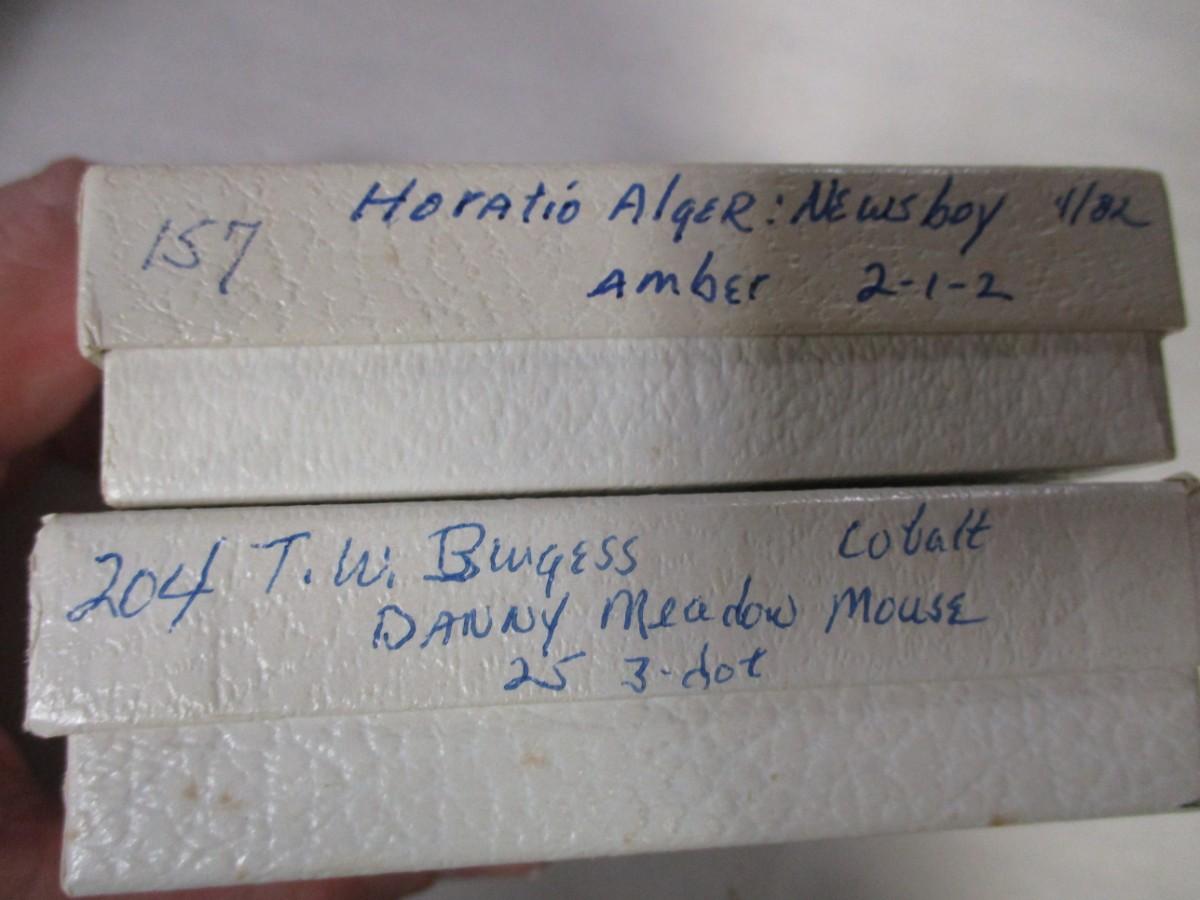 157 Horatio Alger: Newsboy 1/82
Amber 2-1-2
204 T. W. Burgess Cobalt
Danny Meadow Mouse
25 3-dot